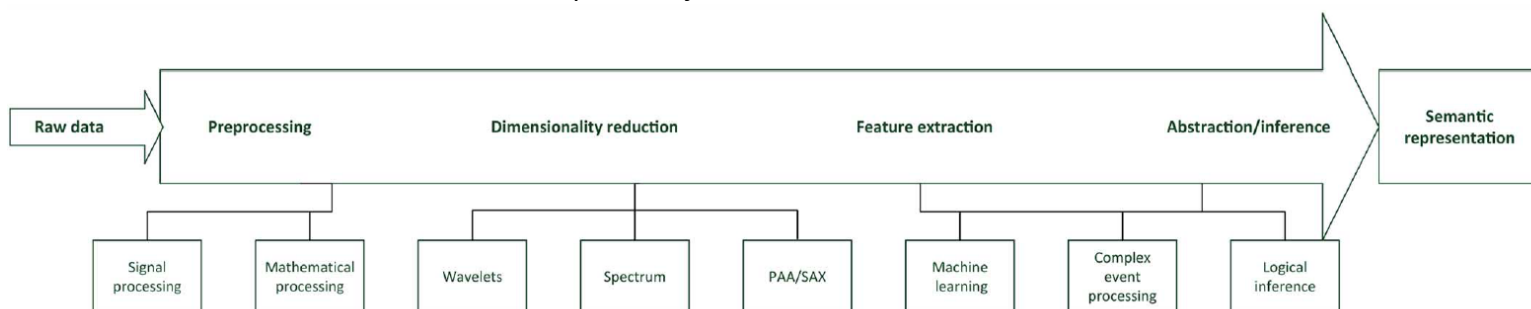 Raw data
Preprocessing
Dimensionality reduction
Feature extraction
Abstraction/inference
Semantic
representation
Signal
processing
Mathematical
processing
Wavelets
Spectrum
PAA/SAX
Machine
learning
Complex
event
processing
Logical
inference